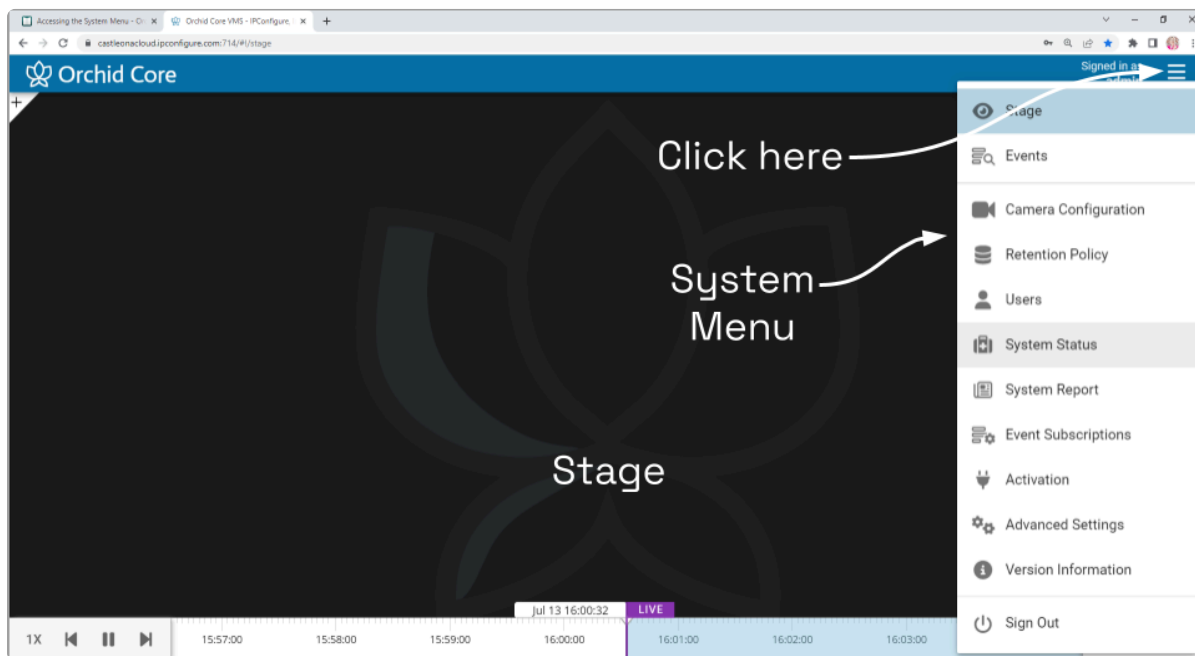 Accessing the System Menu - Or
Orchid Core VMS - IPConfigure,
castleonacloud.ipconfigure.com:714/#!/stage
Orchid Core
Signed in as
Click here
System
Menu
Stage
Stage
Events
Camera Configuration
Retention Policy
Users
System Status
System Report
Event Subscriptions
Activation
Advanced Settings
Version Information
Sign Out
Jul 13 16:00:32
LIVE
1X
15:57:00
15:58:00
15:59:00
16:00:00
16:01:00
16:02:00
16:03:00